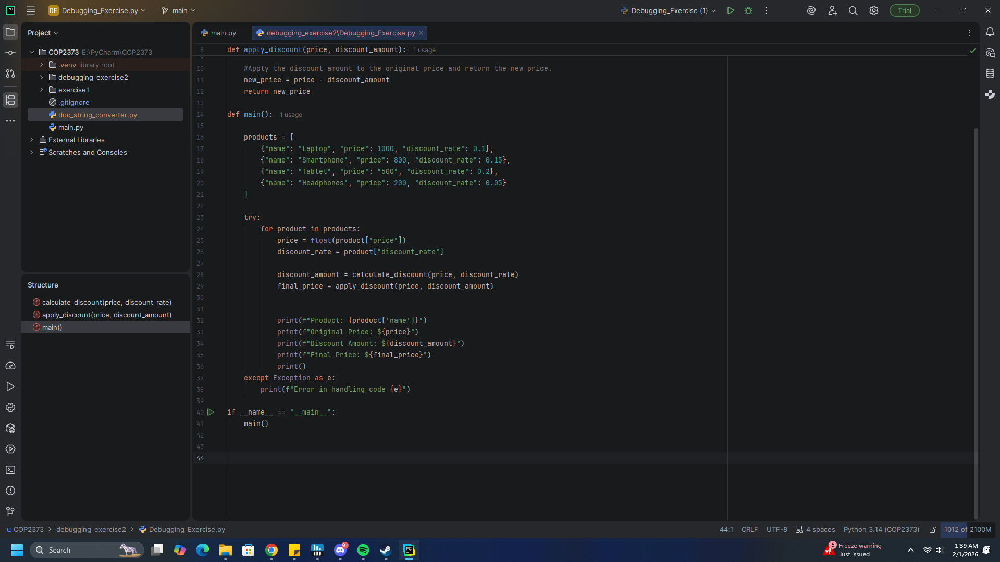 PC
DE Debugging_Exercise.py
main
Debugging_Exercise (1)
Trial
Project
COP2373 E:\PyCharm\COP2373
.venv library root
debugging_exercise2
exercise1
.gitignore
doc_string_converter.py
main.py
External Libraries
Scratches and Consoles
Structure
calculate_discount(price, discount_rate)
apply_discount(price, discount_amount)
main()
main.py
debugging_exercise2\Debugging_Exercise.py
8 def apply_discount(price, discount_amount): 1 usage
9
10 #Apply the discount amount to the original price and return the new price.
11 new_price = price - discount_amount
12 return new_price
13
14 def main(): 1 usage
15
16 products = [
17 {"name": "Laptop", "price": 1000, "discount_rate": 0.1},
18 {"name": "Smartphone", "price": 800, "discount_rate": 0.15},
19 {"name": "Tablet", "price": "500", "discount_rate": 0.2},
20 {"name": "Headphones", "price": 200, "discount_rate": 0.05}
21 ]
22
23 try:
24 for product in products:
25 price = float(product["price"])
26 discount_rate = product["discount_rate"]
27
28 discount_amount = calculate_discount(price, discount_rate)
29 final_price = apply_discount(price, discount_amount)
30
31
32 print(f"Product: {product['name']}")
33 print(f"Original Price: ${price}")
34 print(f"Discount Amount: ${discount_amount}")
35 print(f"Final Price: ${final_price}")
36 print()
37 except Exception as e:
38 print(f"Error in handling code {e}")
39
40 if __name__ == "__main__":
41 main()
42
43
44
COP2373 > debugging_exercise2 > Debugging_Exercise.py
44:1 CRLF UTF-8 4 spaces Python 3.14 (COP2373) 1012 of 2100M
Search
9+
PC
5
Freeze warning
Just issued
1:39 AM
2/1/2026